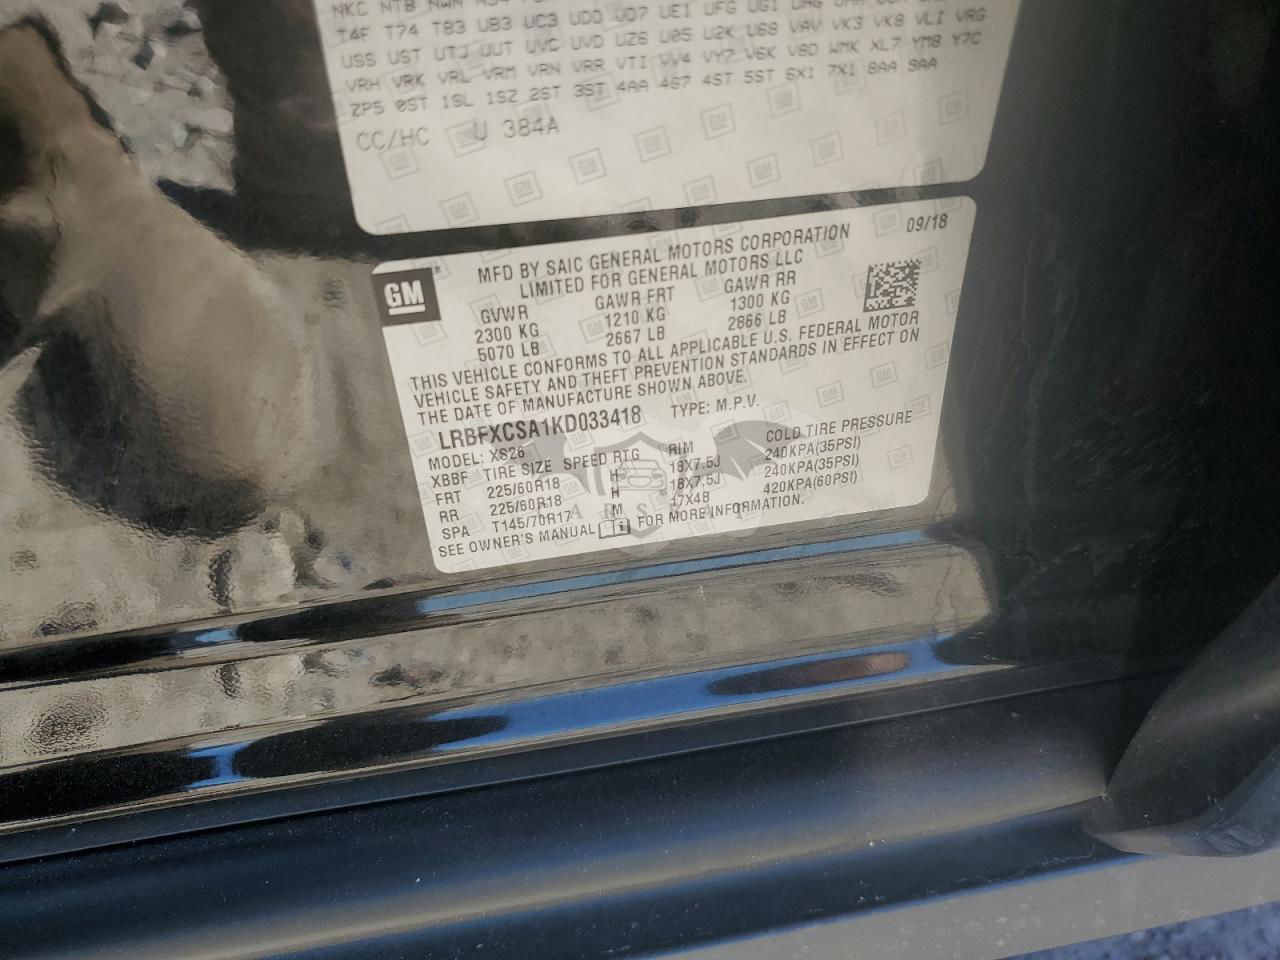 NKC NTB NWN
T4F T74 T83 UB3 UC3 UDD UD7 UE1 UFG UG1
USS UST UTJ UUT UVC UVD UZ6 U05 U2K U68 VAV VK3 VK8 VLI VRG
VRH VRK VRL VRM VRN VRR VTI VV4 VY7 V6K V8D WMK XL7 YM8 Y7C
ZP5 0ST 1SL 1SZ 2ST 3ST 4AA 4S7 4ST 5ST 6X1 7X1 8AA 9AA
CC/HC U 384A
GM
MFD BY SAIC GENERAL MOTORS CORPORATION 09/18
LIMITED FOR GENERAL MOTORS LLC
GVWR GAWR FRT GAWR RR
2300 KG 1210 KG 1300 KG
5070 LB 2667 LB 2866 LB
THIS VEHICLE CONFORMS TO ALL APPLICABLE U.S. FEDERAL MOTOR
VEHICLE SAFETY AND THEFT PREVENTION STANDARDS IN EFFECT ON
THE DATE OF MANUFACTURE SHOWN ABOVE.
LRBFXCSA1KD033418 TYPE: M.P.V.
MODEL: XS26
XBBF TIRE SIZE SPEED RTG RIM COLD TIRE PRESSURE
FRT 225/60R18 H 18X7.5J 240KPA(35PSI)
RR 225/60R18 H 18X7.5J 240KPA(35PSI)
SPA T145/70R17 M 17X4B 420KPA(60PSI)
SEE OWNER'S MANUAL FOR MORE INFORMATION.